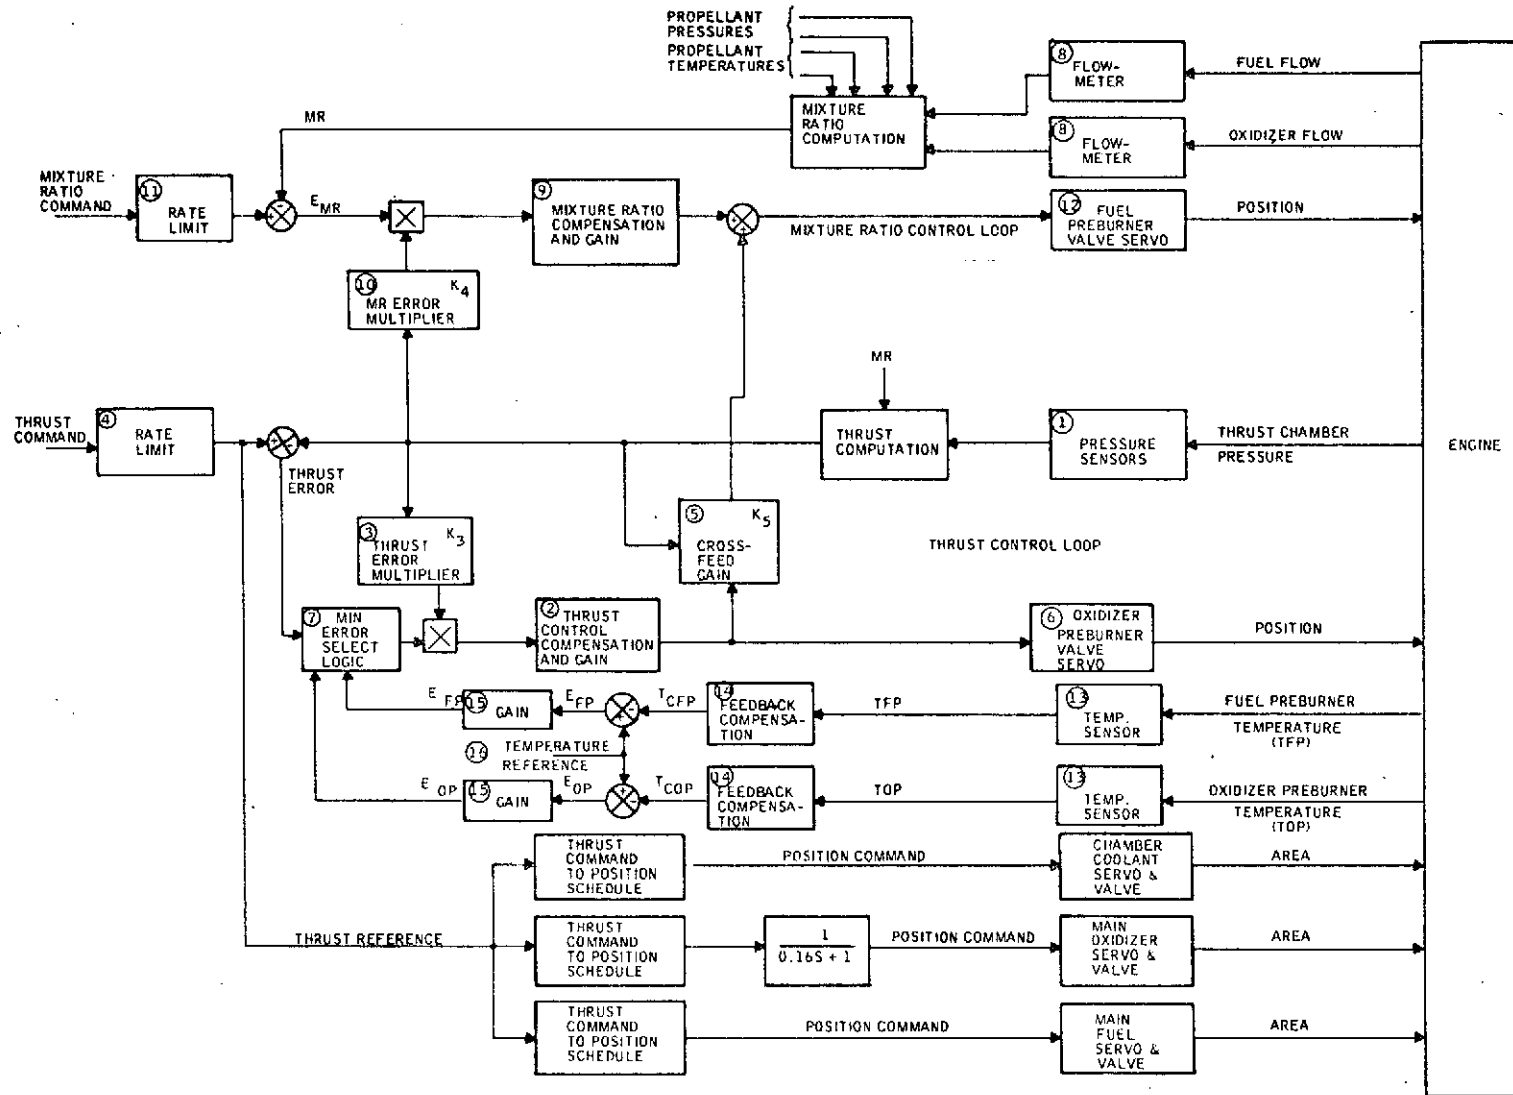 PROPELLANT
PRESSURES
PROPELLANT
TEMPERATURES
8
FLOW-
METER
FUEL FLOW
MIXTURE
RATIO
COMPUTATION
MR
8
FLOW-
METER
OXIDIZER FLOW
MIXTURE
RATIO
COMMAND
11
RATE
LIMIT
-
+
E MR
X
9
MIXTURE RATIO
COMPENSATION
AND GAIN
+
+
MIXTURE RATIO CONTROL LOOP
12
FUEL
PREBURNER
VALVE SERVO
POSITION
10
K4
MR ERROR
MULTIPLIER
MR
THRUST
COMMAND
4
RATE
LIMIT
+
-
THRUST
ERROR
THRUST
COMPUTATION
1
PRESSURE
SENSORS
THRUST CHAMBER
PRESSURE
ENGINE
3
K3
THRUST
ERROR
MULTIPLIER
5
K5
CROSS-
FEED
GAIN
THRUST CONTROL LOOP
7
MIN
ERROR
SELECT
LOGIC
X
2
THRUST
CONTROL
COMPENSATION
AND GAIN
6
OXIDIZER
PREBURNER
VALVE
SERVO
POSITION
E FP
15
GAIN
E FP
-
+
T CFP
14
FEEDBACK
COMPENSA-
TION
TFP
13
TEMP.
SENSOR
FUEL PREBURNER
TEMPERATURE
(TFP)
16
TEMPERATURE
REFERENCE
E OP
15
GAIN
E OP
+
-
T COP
14
FEEDBACK
COMPENSA-
TION
TOP
13
TEMP.
SENSOR
OXIDIZER PREBURNER
TEMPERATURE
(TOP)
THRUST
COMMAND
TO POSITION
SCHEDULE
POSITION COMMAND
CHAMBER
COOLANT
SERVO &
VALVE
AREA
THRUST REFERENCE
THRUST
COMMAND
TO POSITION
SCHEDULE
1
0.16S + 1
POSITION COMMAND
MAIN
OXIDIZER
SERVO &
VALVE
AREA
THRUST
COMMAND
TO POSITION
SCHEDULE
POSITION COMMAND
MAIN
FUEL
SERVO &
VALVE
AREA